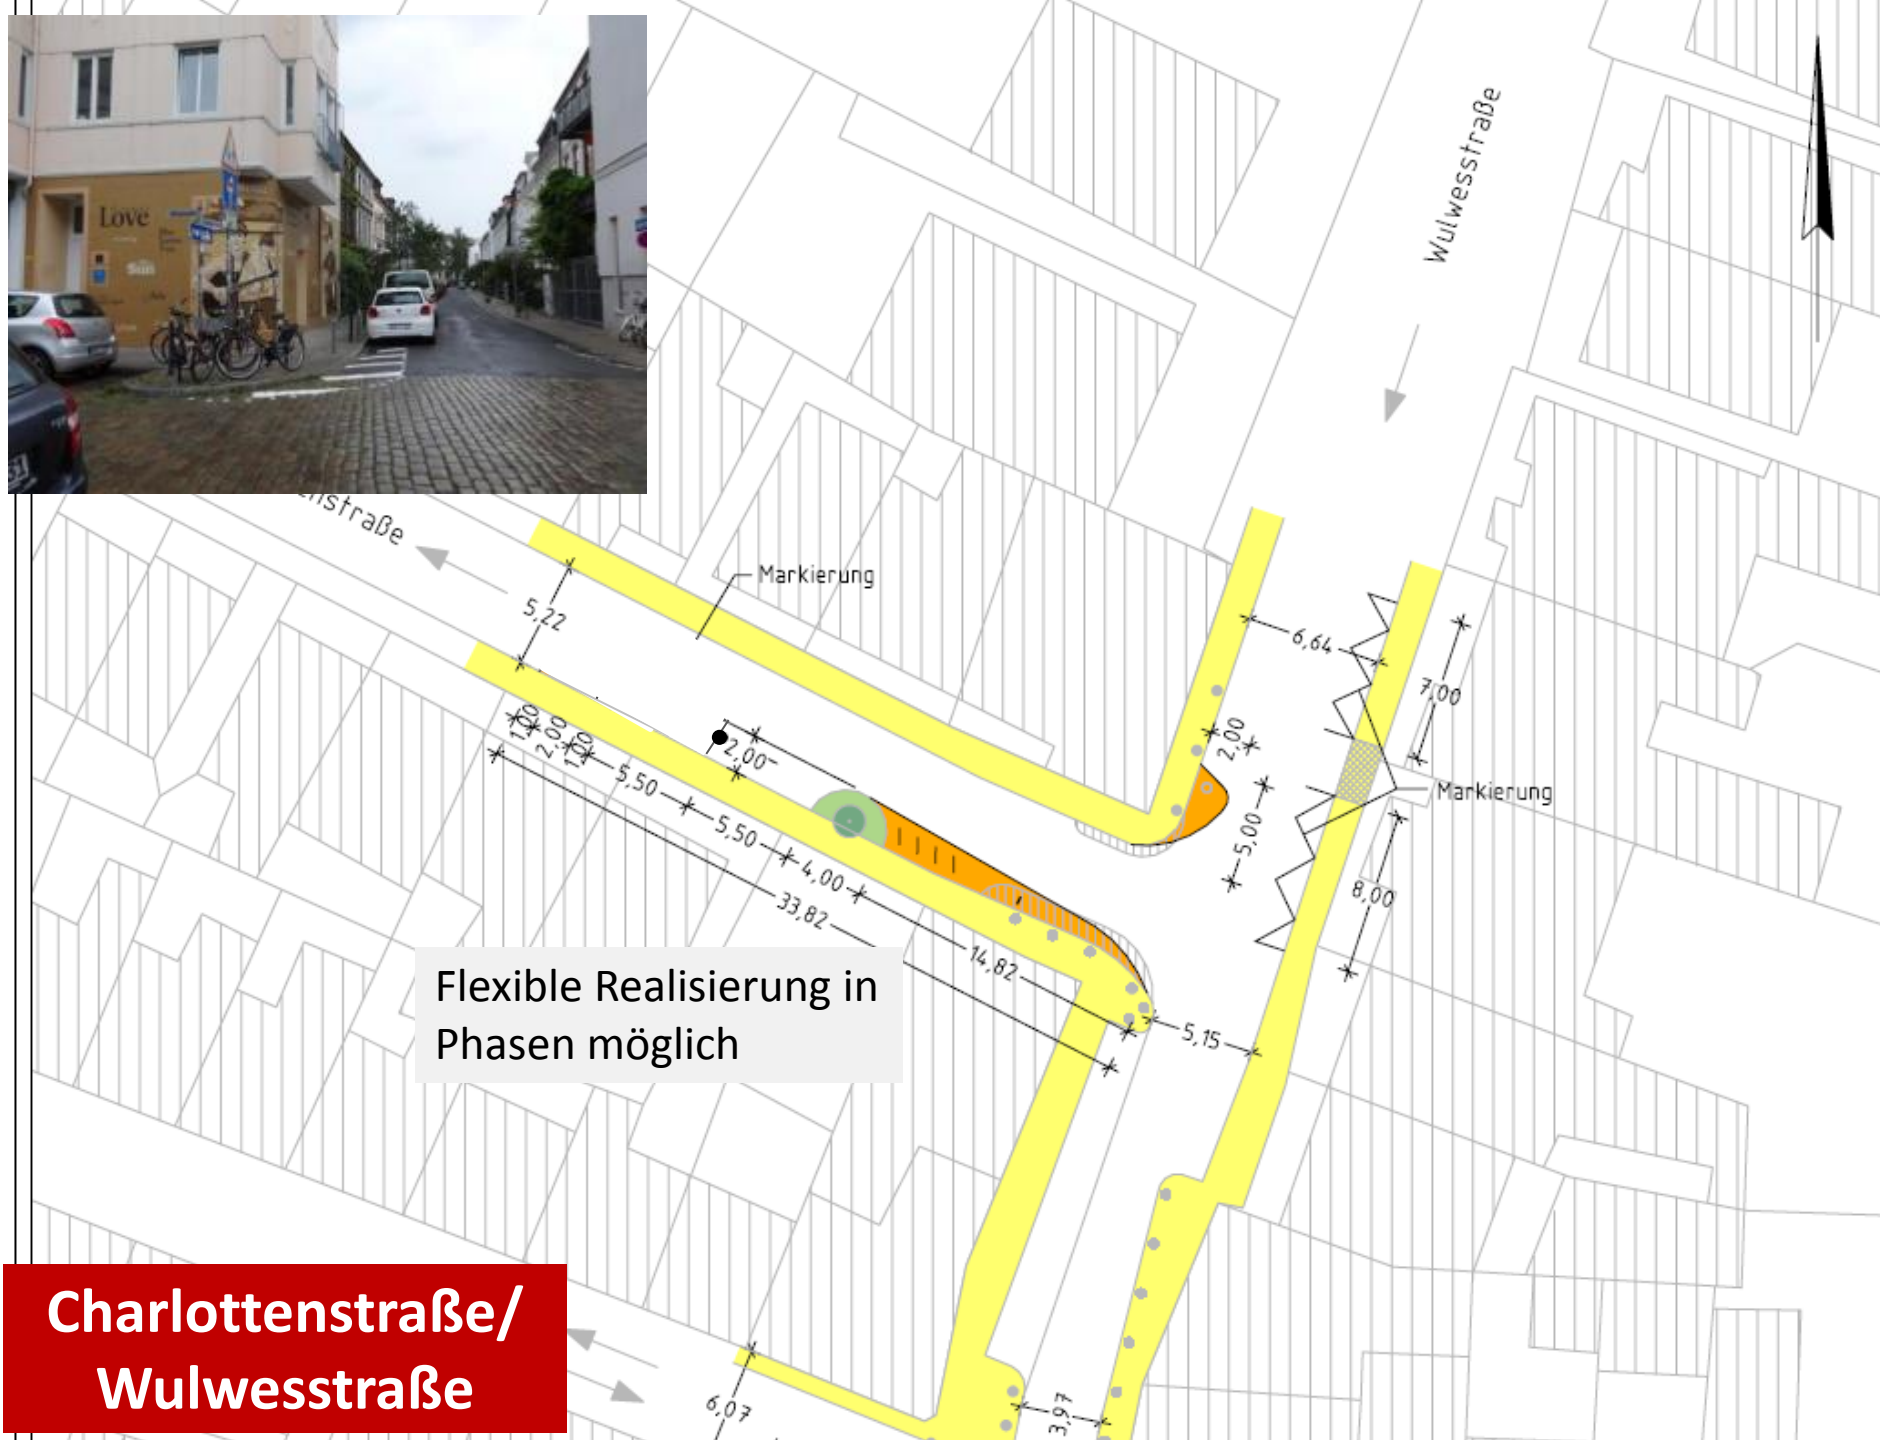 Love
Wulwesstraße
nstraße
Markierung
5,22
6,64
7,00
2,00
1,00
2,00
1,00
2,00
5,50
5,50
4,00
33,82
14,82
5,00
Markierung
8,00
5,15
Flexible Realisierung in
Phasen möglich
Charlottenstraße/
Wulwesstraße
6,07
3,97